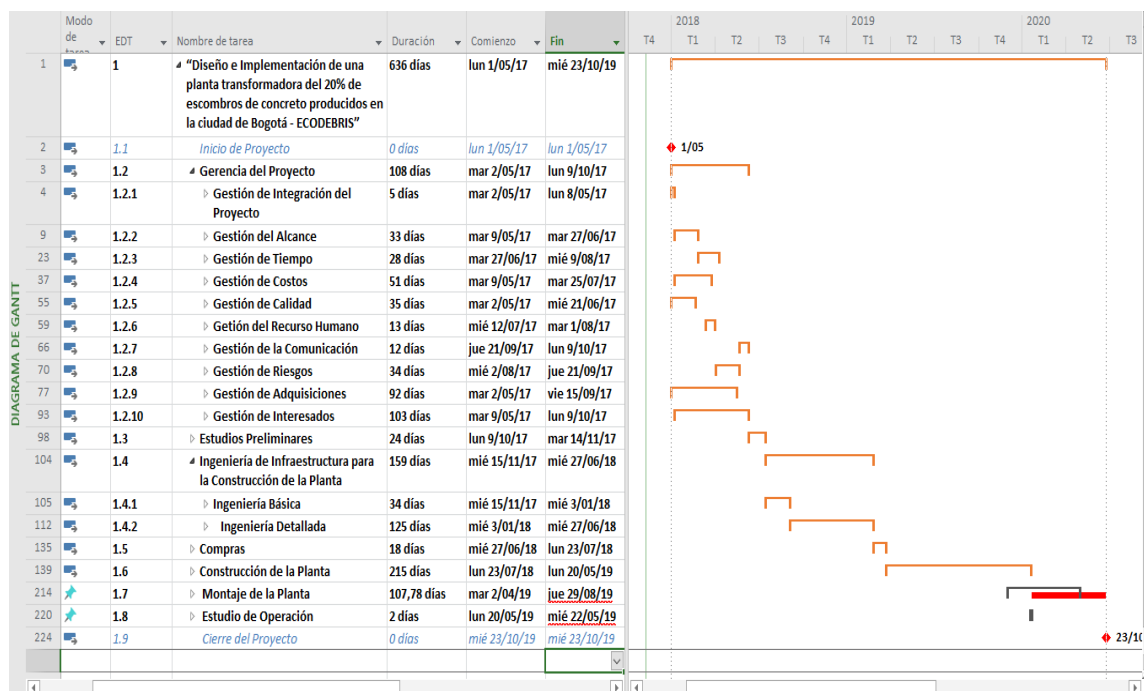 Modo de tarea EDT Nombre de tarea Duración Comienzo Fin
T4 2018 T1 T2 T3 T4 2019 T1 T2 T3 T4 2020 T1 T2 T3
DIAGRAMA DE GANTT
1 1 "Diseño e Implementación de una 636 días lun 1/05/17 mié 23/10/19
planta transformadora del 20% de
escombros de concreto producidos en
la ciudad de Bogotá - ECODEBRIS"
2 1.1 Inicio de Proyecto 0 días lun 1/05/17 lun 1/05/17 1/05
3 1.2 Gerencia del Proyecto 108 días mar 2/05/17 lun 9/10/17
4 1.2.1 Gestión de Integración del 5 días mar 2/05/17 lun 8/05/17
Proyecto
9 1.2.2 Gestión del Alcance 33 días mar 9/05/17 mar 27/06/17
23 1.2.3 Gestión de Tiempo 28 días mar 27/06/17 mié 9/08/17
37 1.2.4 Gestión de Costos 51 días mar 9/05/17 mar 25/07/17
55 1.2.5 Gestión de Calidad 35 días mar 2/05/17 mié 21/06/17
59 1.2.6 Getión del Recurso Humano 13 días mié 12/07/17 mar 1/08/17
66 1.2.7 Gestión de la Comunicación 12 días jue 21/09/17 lun 9/10/17
70 1.2.8 Gestión de Riesgos 34 días mié 2/08/17 jue 21/09/17
77 1.2.9 Gestión de Adquisiciones 92 días mar 2/05/17 vie 15/09/17
93 1.2.10 Gestión de Interesados 103 días mar 9/05/17 lun 9/10/17
98 1.3 Estudios Preliminares 24 días lun 9/10/17 mar 14/11/17
104 1.4 Ingeniería de Infraestructura para 159 días mié 15/11/17 mié 27/06/18
la Construcción de la Planta
105 1.4.1 Ingeniería Básica 34 días mié 15/11/17 mié 3/01/18
112 1.4.2 Ingeniería Detallada 125 días mié 3/01/18 mié 27/06/18
135 1.5 Compras 18 días mié 27/06/18 lun 23/07/18
139 1.6 Construcción de la Planta 215 días lun 23/07/18 lun 20/05/19
214 1.7 Montaje de la Planta 107,78 días mar 2/04/19 jue 29/08/19
220 1.8 Estudio de Operación 2 días lun 20/05/19 mié 22/05/19
224 1.9 Cierre del Proyecto 0 días mié 23/10/19 mié 23/10/19 23/10